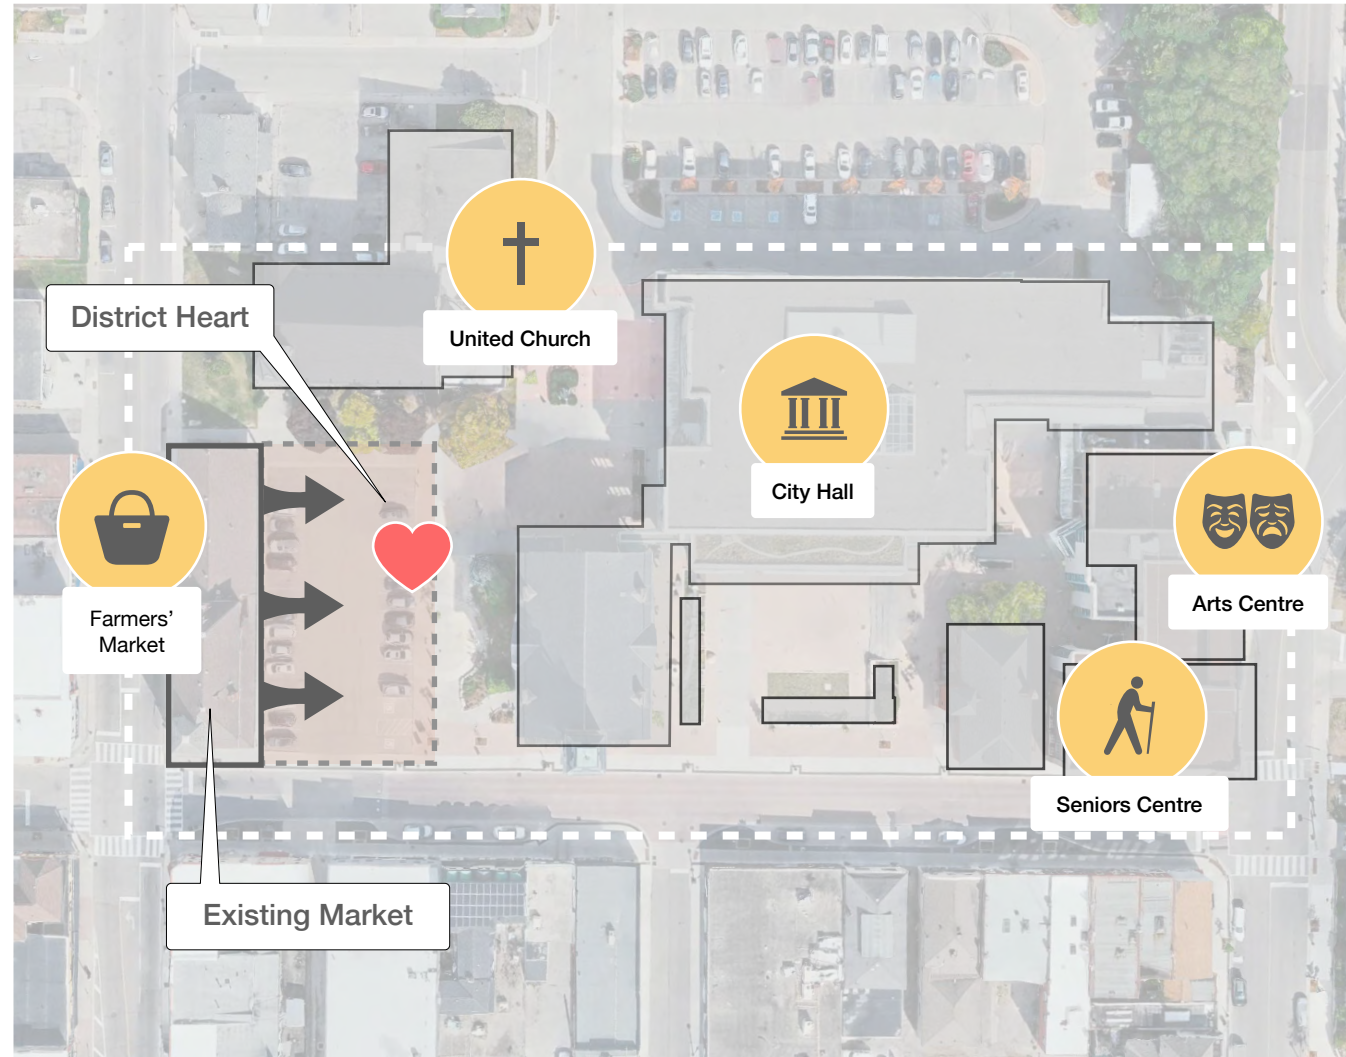 District Heart
United Church
City Hall
Farmers’
Market
Arts Centre
Seniors Centre
Existing Market